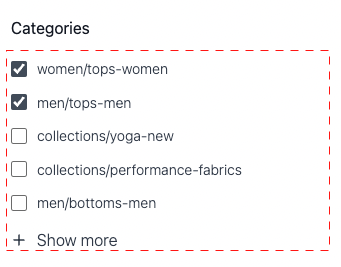 Categories
women/tops-women
men/tops-men
collections/yoga-new
collections/performance-fabrics
men/bottoms-men
+ Show more